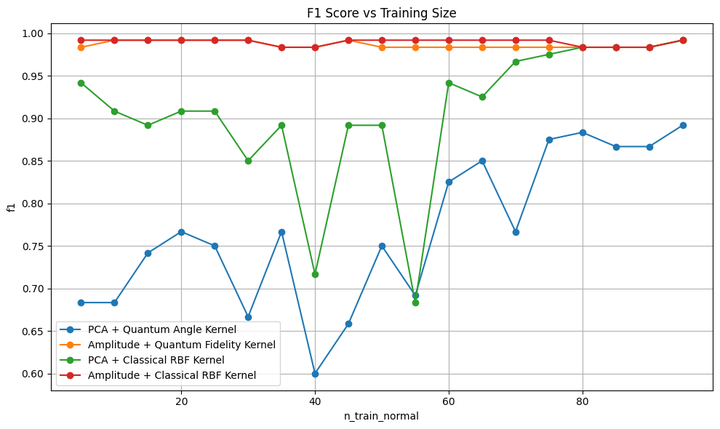 F1 Score vs Training Size
f1
1.00
0.95
0.90
0.85
0.80
0.75
0.70
0.65
0.60
PCA + Quantum Angle Kernel
Amplitude + Quantum Fidelity Kernel
PCA + Classical RBF Kernel
Amplitude + Classical RBF Kernel
20 40 60 80
n_train_normal